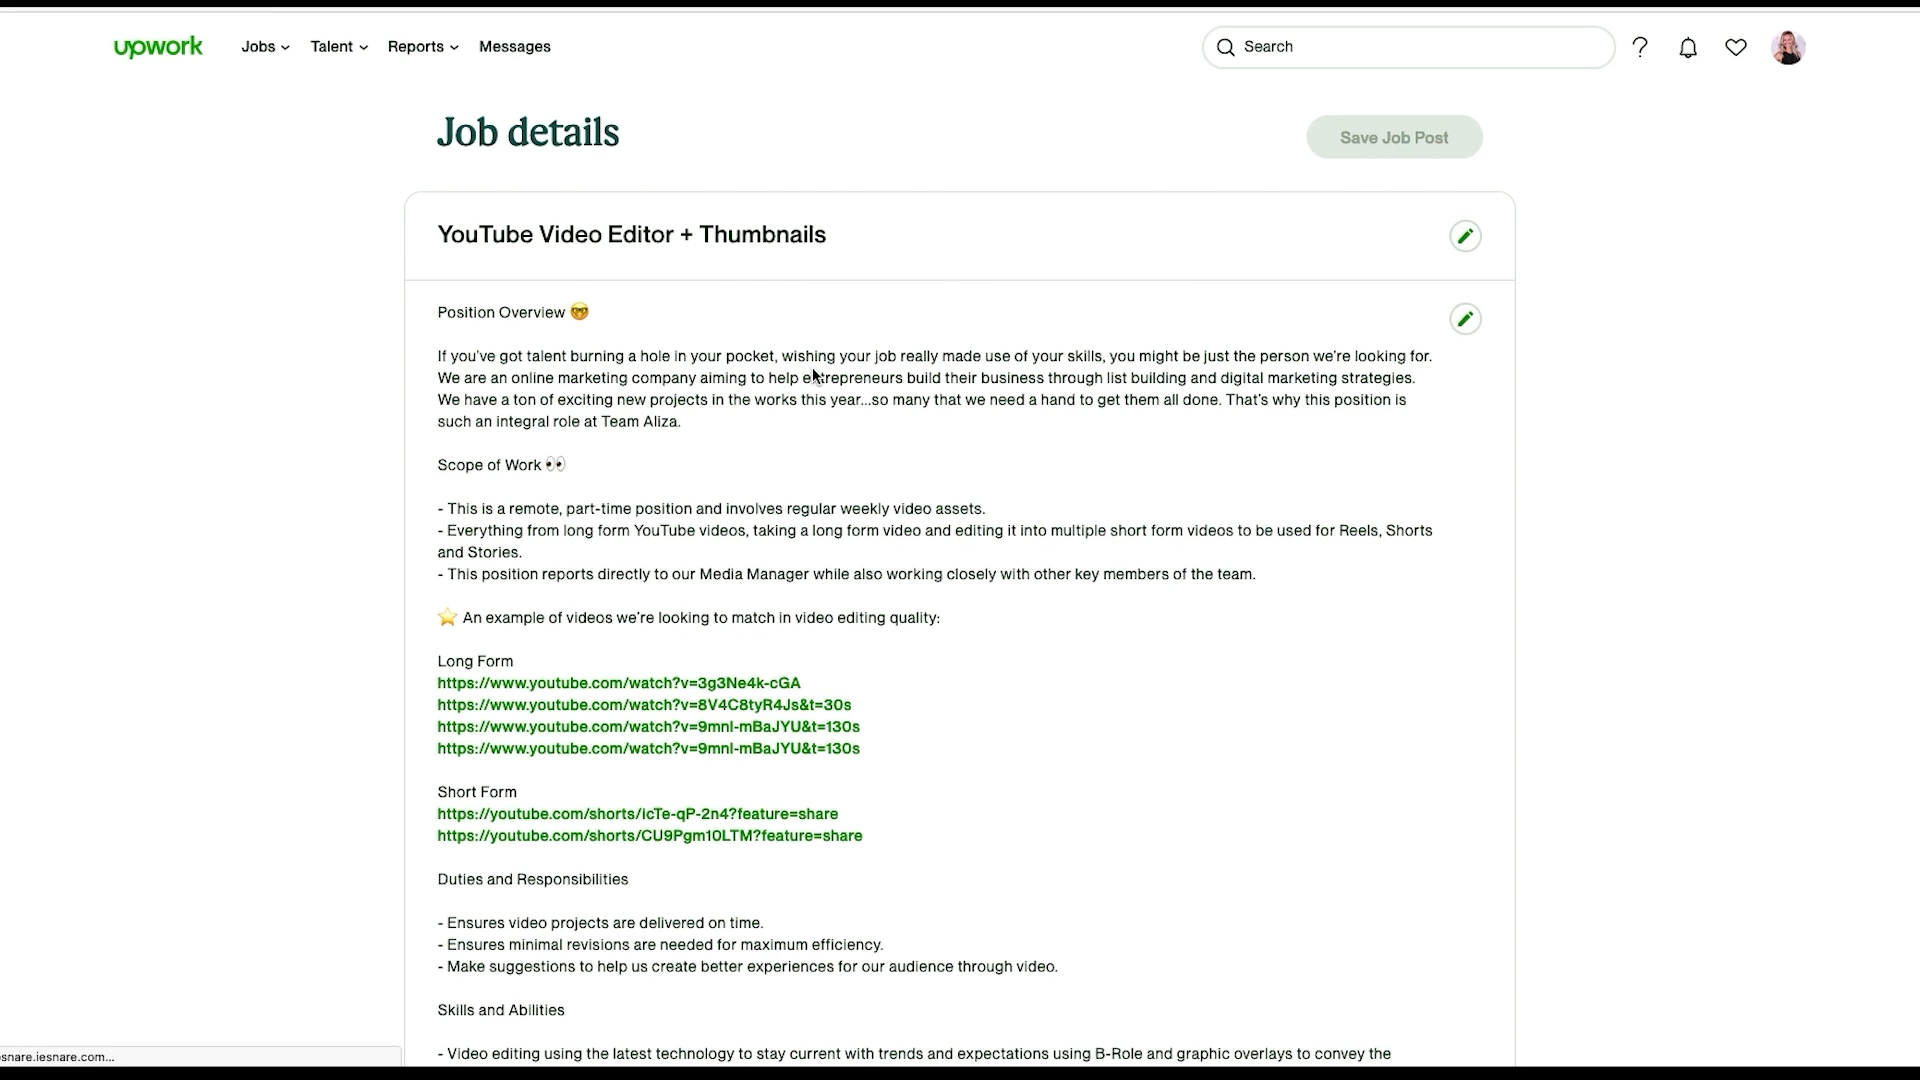 upwork Jobs Talent Reports Messages Search
Job details
Save Job Post
YouTube Video Editor + Thumbnails
Position Overview 🤓
If you've got talent burning a hole in your pocket, wishing your job really made use of your skills, you might be just the person we're looking for.
We are an online marketing company aiming to help entrepreneurs build their business through list building and digital marketing strategies.
We have a ton of exciting new projects in the works this year...so many that we need a hand to get them all done. That's why this position is
such an integral role at Team Aliza.
Scope of Work 👀
- This is a remote, part-time position and involves regular weekly video assets.
- Everything from long form YouTube videos, taking a long form video and editing it into multiple short form videos to be used for Reels, Shorts
and Stories.
- This position reports directly to our Media Manager while also working closely with other key members of the team.
⭐ An example of videos we're looking to match in video editing quality:
Long Form
https://www.youtube.com/watch?v=3g3Ne4k-cGA
https://www.youtube.com/watch?v=8V4C8tyR4Js&t=30s
https://www.youtube.com/watch?v=9mnl-mBaJYU&t=130s
https://www.youtube.com/watch?v=9mnl-mBaJYU&t=130s
Short Form
https://youtube.com/shorts/icTe-qP-2n4?feature=share
https://youtube.com/shorts/CU9Pgm10LTM?feature=share
Duties and Responsibilities
- Ensures video projects are delivered on time.
- Ensures minimal revisions are needed for maximum efficiency.
- Make suggestions to help us create better experiences for our audience through video.
Skills and Abilities
- Video editing using the latest technology to stay current with trends and expectations using B-Role and graphic overlays to convey the
snare.iesnare.com...